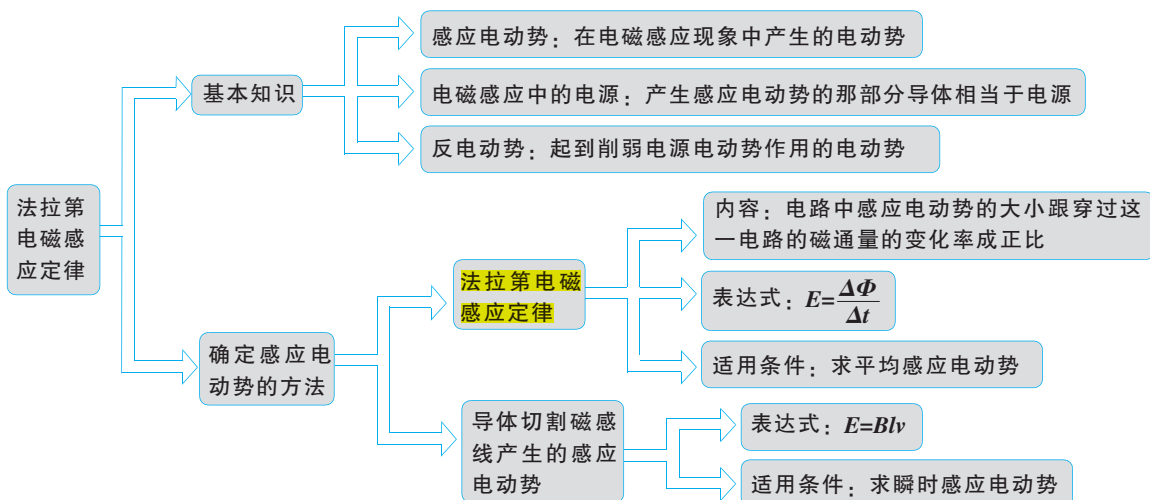 感应电动势：在电磁感应现象中产生的电动势
基本知识
电磁感应中的电源：产生感应电动势的那部分导体相当于电源
反电动势：起到削弱电源电动势作用的电动势
法拉第
电磁感
应定律
内容：电路中感应电动势的大小跟穿过这
一电路的磁通量的变化率成正比
法拉第电磁
感应定律
表达式：E=ΔΦ/Δt
适用条件：求平均感应电动势
确定感应电
动势的方法
导体切割磁感
线产生的感应
电动势
表达式：E=Blv
适用条件：求瞬时感应电动势